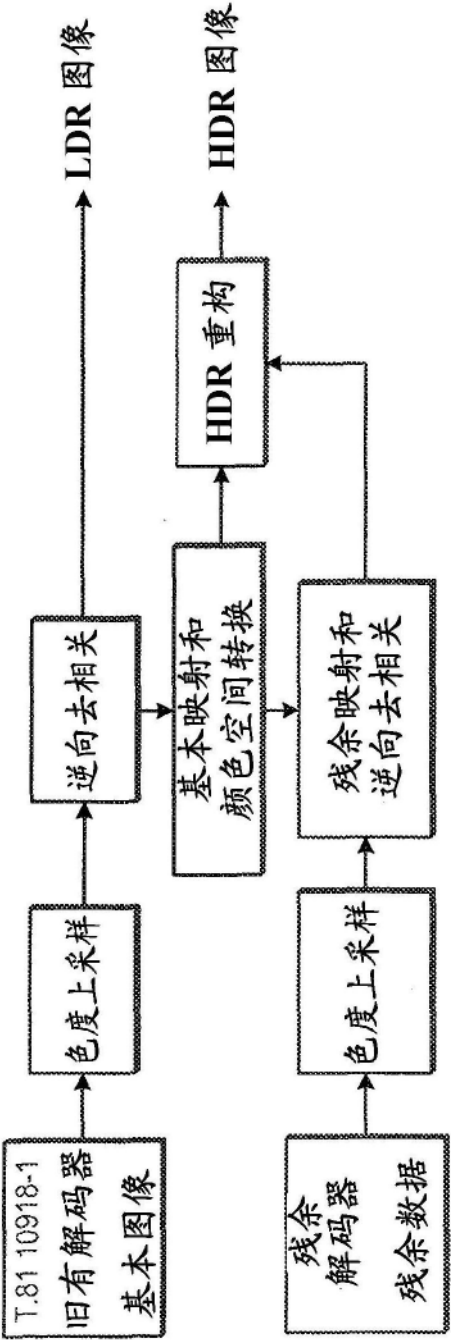 T.81 10918-1
旧有解码器
基本图像
色度上采样
逆向去相关
LDR 图像
基本映射和
颜色空间转换
HDR 重构
HDR 图像
残余
解码器
残余数据
色度上采样
残余映射和
逆向去相关